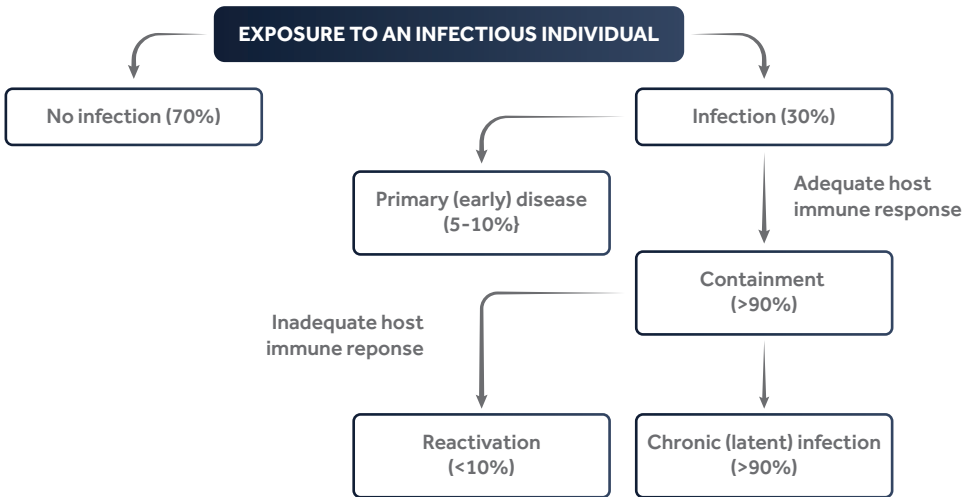 EXPOSURE TO AN INFECTIOUS INDIVIDUAL
No infection (70%)
Infection (30%)
Primary (early) disease
(5-10%}
Adequate host
immune response
Containment
(>90%)
Inadequate host
immune reponse
Reactivation
(<10%)
Chronic (latent) infection
(>90%)